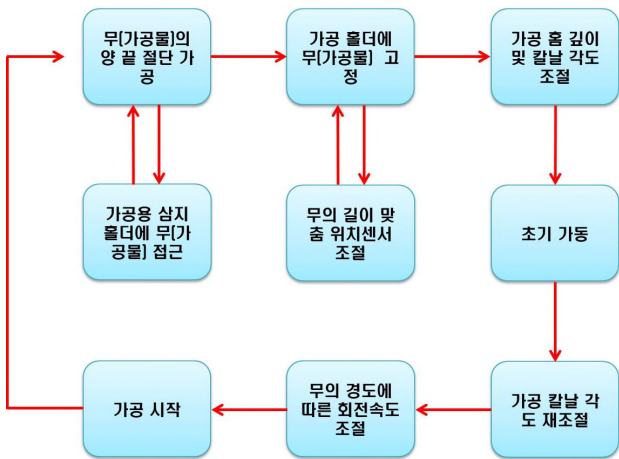 무(가공물)의
양 끝 절단 가
공
가공 홀더에
무(가공물) 고
정
가공 홈 깊이
및 칼날 각도
조절
가공용 삼지
홀더에 무(가
공물) 접근
무의 길이 맞
춤 위치센서
조절
초기 가동
가공 시작
무의 경도에
따른 회전속도
조절
가공 칼날 각
도 재조절